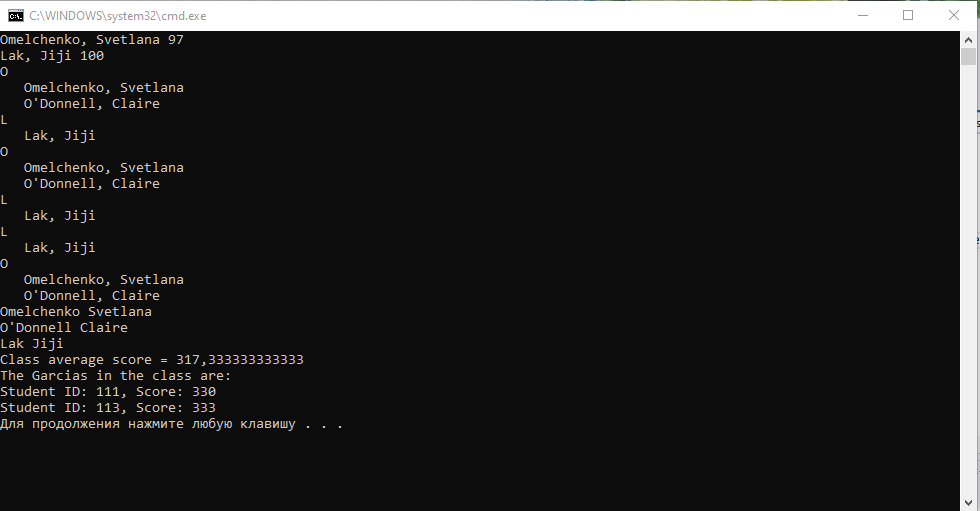 C:\WINDOWS\system32\cmd.exe
Omelchenko, Svetlana 97
Lak, Jiji 100
O
   Omelchenko, Svetlana
   O'Donnell, Claire
L
   Lak, Jiji
O
   Omelchenko, Svetlana
   O'Donnell, Claire
L
   Lak, Jiji
L
   Lak, Jiji
O
   Omelchenko, Svetlana
   O'Donnell, Claire
Omelchenko Svetlana
O'Donnell Claire
Lak Jiji
Class average score = 317,333333333333
The Garcias in the class are:
Student ID: 111, Score: 330
Student ID: 113, Score: 333
Для продолжения нажмите любую клавишу . . .